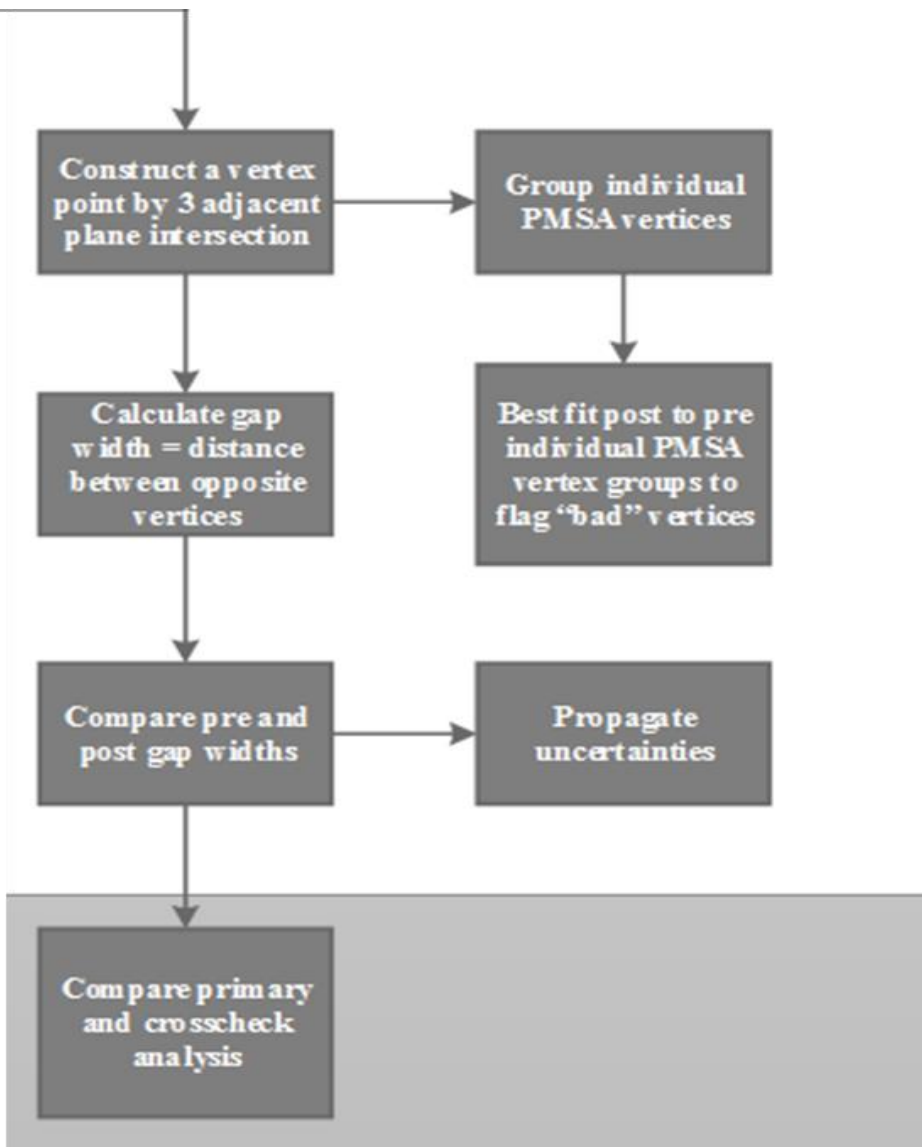 Construct a vertex
point by 3 adjacent
plane intersection
Group individual
PMSA vertices
Calculate gap
width = distance
between opposite
vertices
Best fit post to pre
individual PMSA
vertex groups to
flag “bad” vertices
Compare pre and
post gap widths
Propagate
uncertainties
Compare primary
and crosscheck
analysis